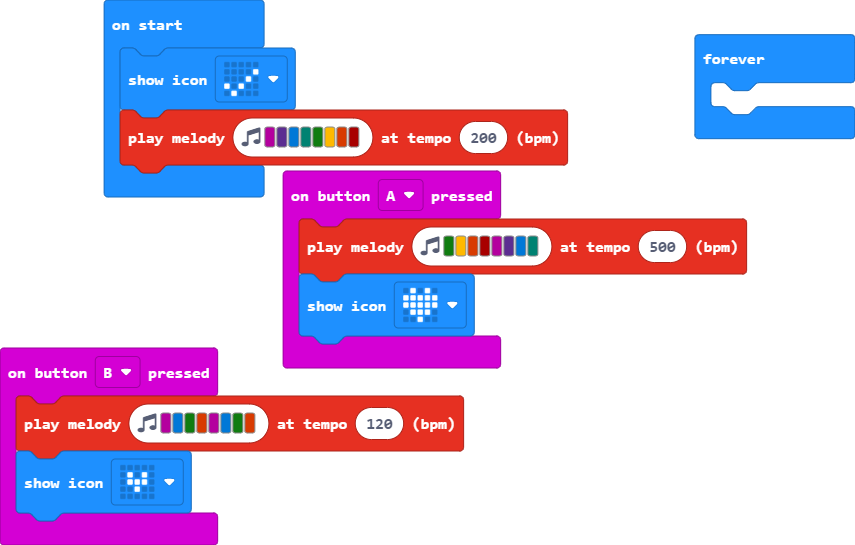 on start
forever
show icon
play melody at tempo 200 (bpm)
on button A pressed
play melody at tempo 500 (bpm)
show icon
on button B pressed
play melody at tempo 120 (bpm)
show icon